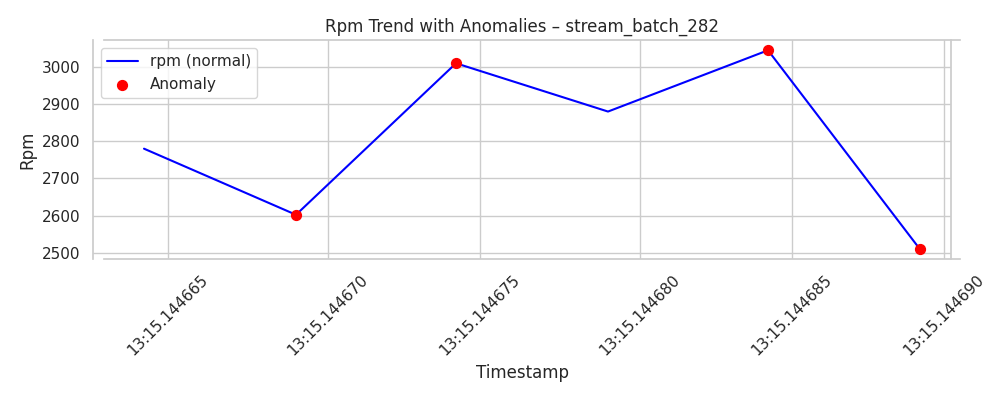 Rpm Trend with Anomalies – stream_batch_282
rpm (normal)
Anomaly
Rpm
3000
2900
2800
2700
2600
2500
13:15.144665
13:15.144670
13:15.144675
13:15.144680
13:15.144685
13:15.144690
Timestamp